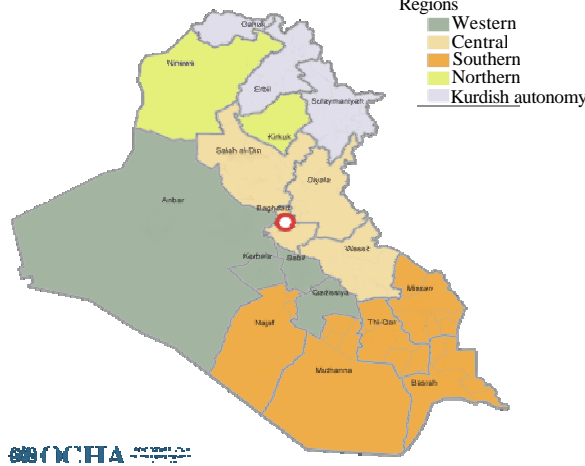 Regions
Western
Central
Southern
Northern
Kurdish autonomy
Dahuk
Ninewa
Erbil
Sulaymaniyah
Kirkuk
Salah al-Din
Diyala
Anbar
Baghdad
Wassit
Kerbala
Babil
Qadissiya
Missan
Najaf
Thi-Qar
Muthanna
Basrah
OCHA